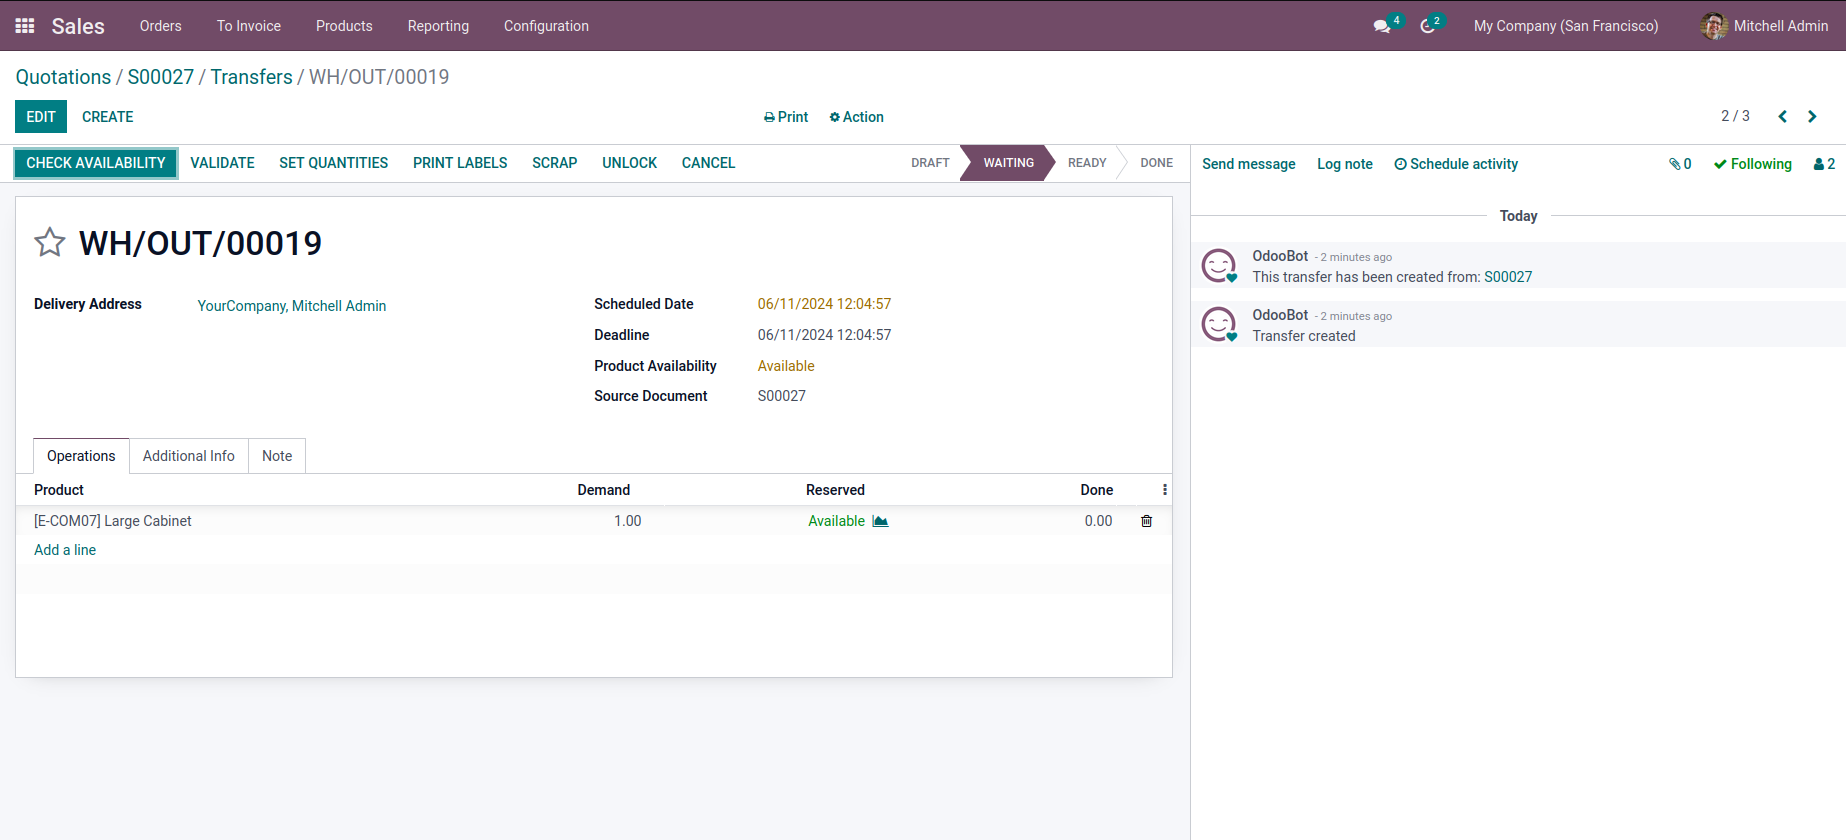 Sales Orders To Invoice Products Reporting Configuration 4 2 My Company (San Francisco) Mitchell Admin
Quotations / S00027 / Transfers / WH/OUT/00019
EDIT CREATE Print Action 2 / 3
CHECK AVAILABILITY VALIDATE SET QUANTITIES PRINT LABELS SCRAP UNLOCK CANCEL DRAFT WAITING READY DONE
Send message Log note Schedule activity 0 Following 2
WH/OUT/00019
Delivery Address YourCompany, Mitchell Admin
Scheduled Date 06/11/2024 12:04:57
Deadline 06/11/2024 12:04:57
Product Availability Available
Source Document S00027
Operations Additional Info Note
Product Demand Reserved Done
[E-COM07] Large Cabinet 1.00 Available 0.00
Add a line
Today
OdooBot - 2 minutes ago
This transfer has been created from: S00027
OdooBot - 2 minutes ago
Transfer created